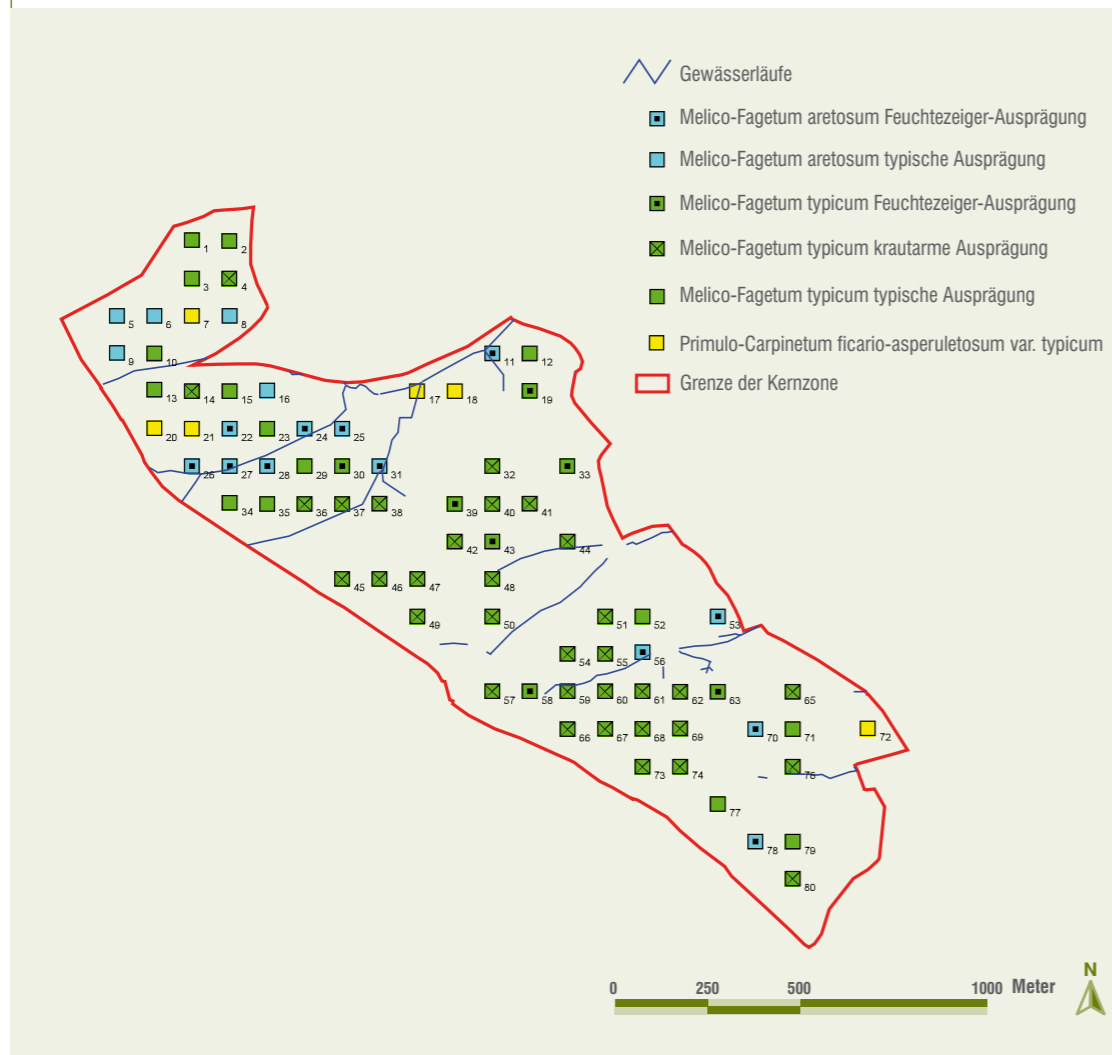 Gewässerläufe
Melico-Fagetum aretosum Feuchtezeiger-Ausprägung
Melico-Fagetum aretosum typische Ausprägung
Melico-Fagetum typicum Feuchtezeiger-Ausprägung
Melico-Fagetum typicum krautarme Ausprägung
Melico-Fagetum typicum typische Ausprägung
Primulo-Carpinetum ficario-asperuletosum var. typicum
Grenze der Kernzone
1 2
3 4
5 6 7 8
9 10 11 12
13 14 15 16 17 18 19
20 21 22 23 24 25
26 27 28 29 30 31 32 33
34 35 36 37 38 39 40 41
42 43 44
45 46 47 48
49 50 51 52 53
54 55 56
57 58 59 60 61 62 63 65
66 67 68 69 70 71 72
73 74 76
77
78 79
80
0 250 500 1000 Meter
N